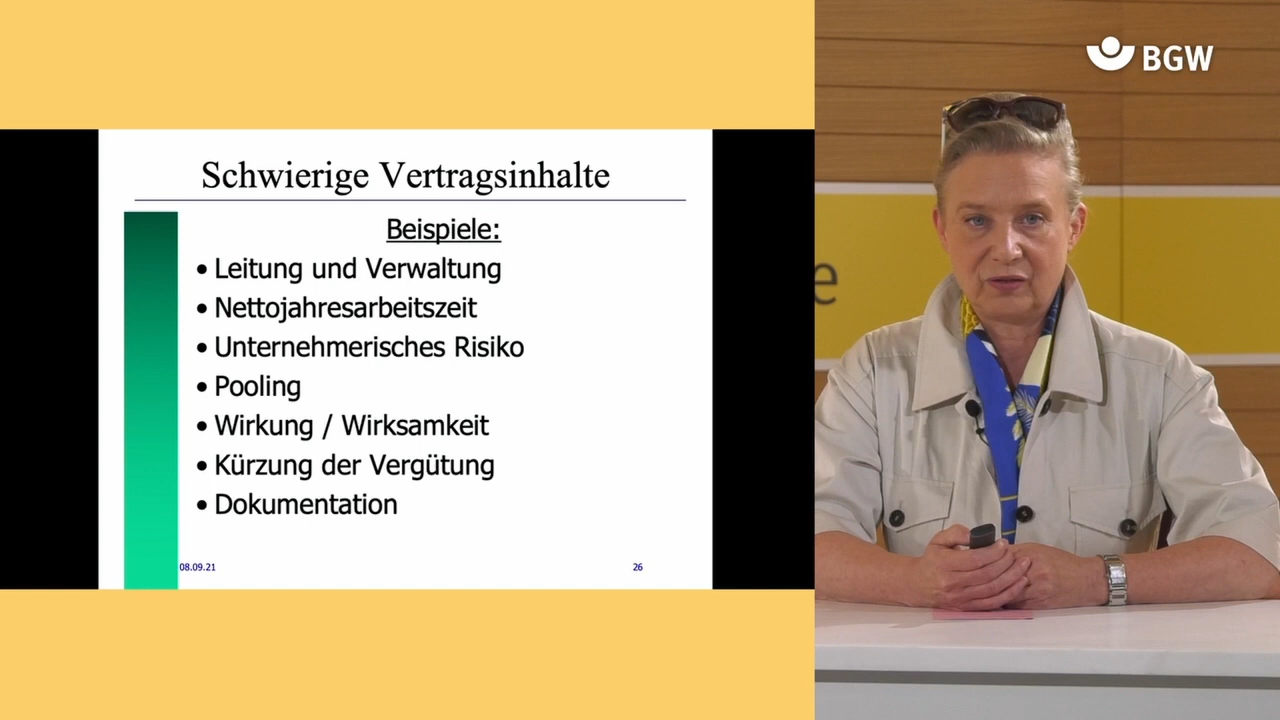 Schwierige Vertragsinhalte
Beispiele:
• Leitung und Verwaltung
• Nettojahresarbeitszeit
• Unternehmerisches Risiko
• Pooling
• Wirkung / Wirksamkeit
• Kürzung der Vergütung
• Dokumentation
08.09.21
26
BGW
e